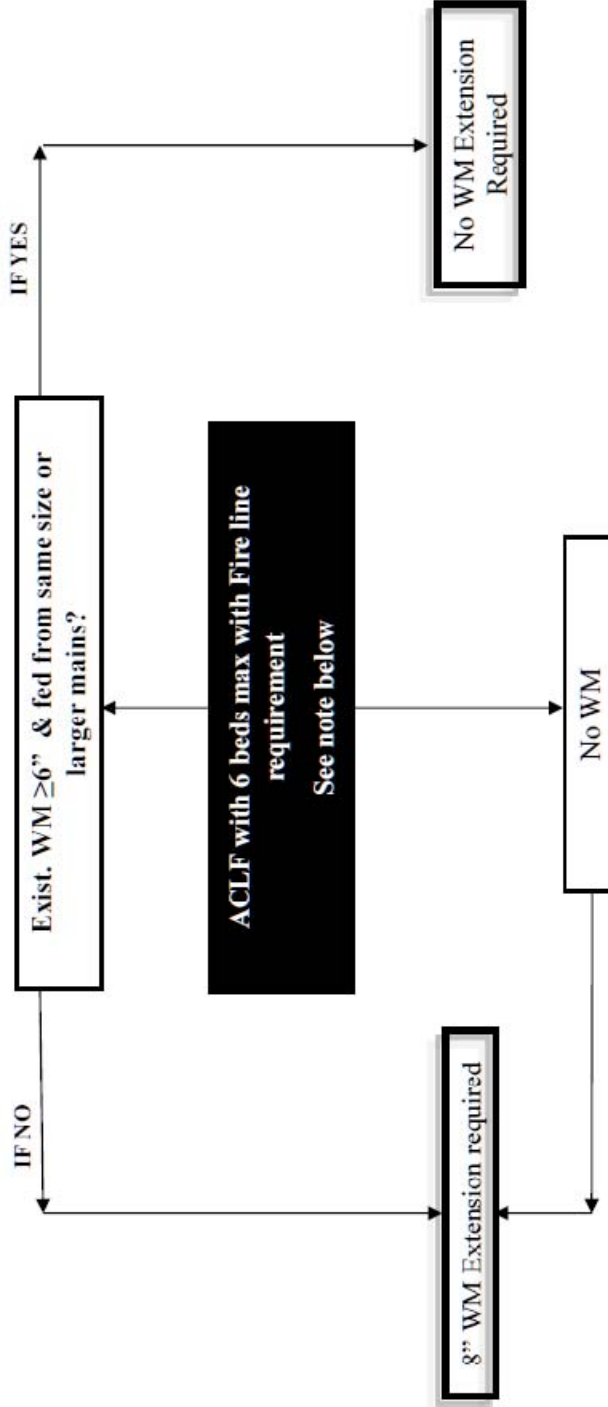 Exist. WM ≥6” & fed from same size or
larger mains?
IF NO
IF YES
ACLF with 6 beds max with Fire line
requirement
See note below
8” WM Extension required
No WM Extension
Required
No WM